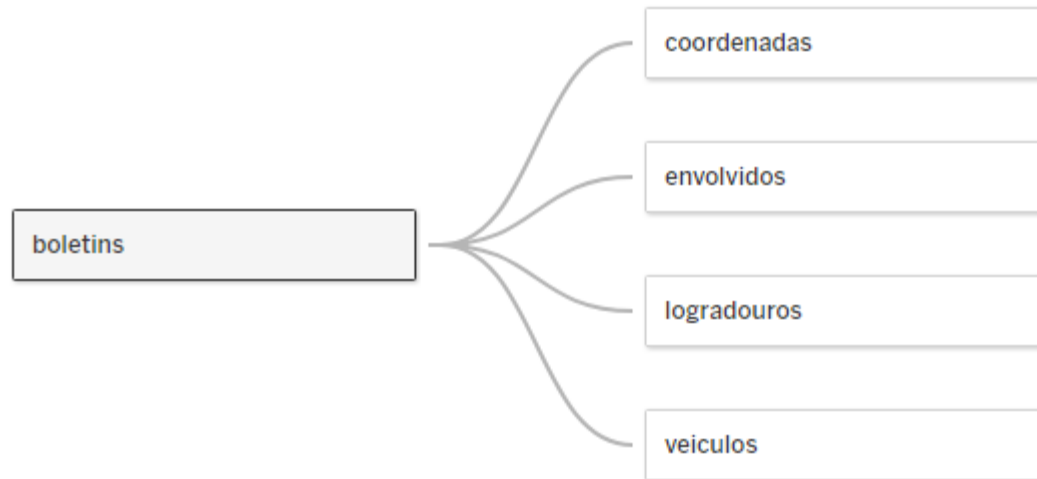 coordenadas
envolvidos
boletins
logradouros
veiculos